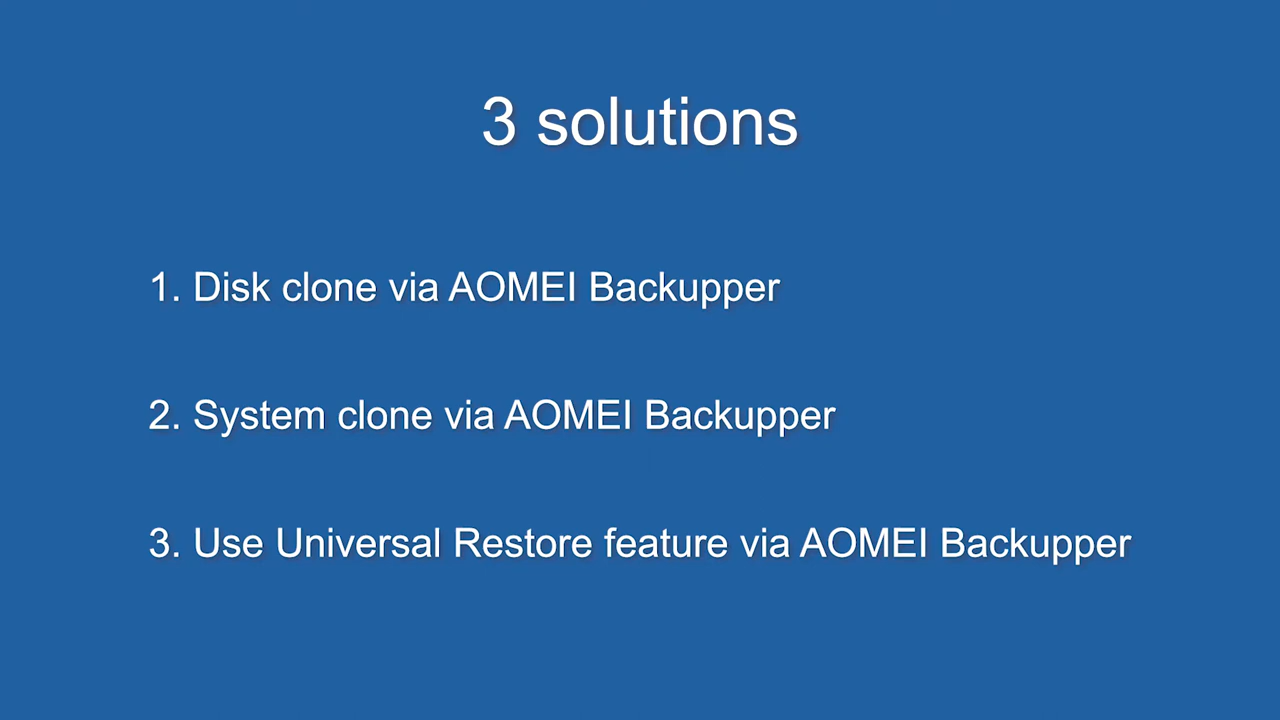 3 solutions
1. Disk clone via AOMEI Backupper
2. System clone via AOMEI Backupper
3. Use Universal Restore feature via AOMEI Backupper